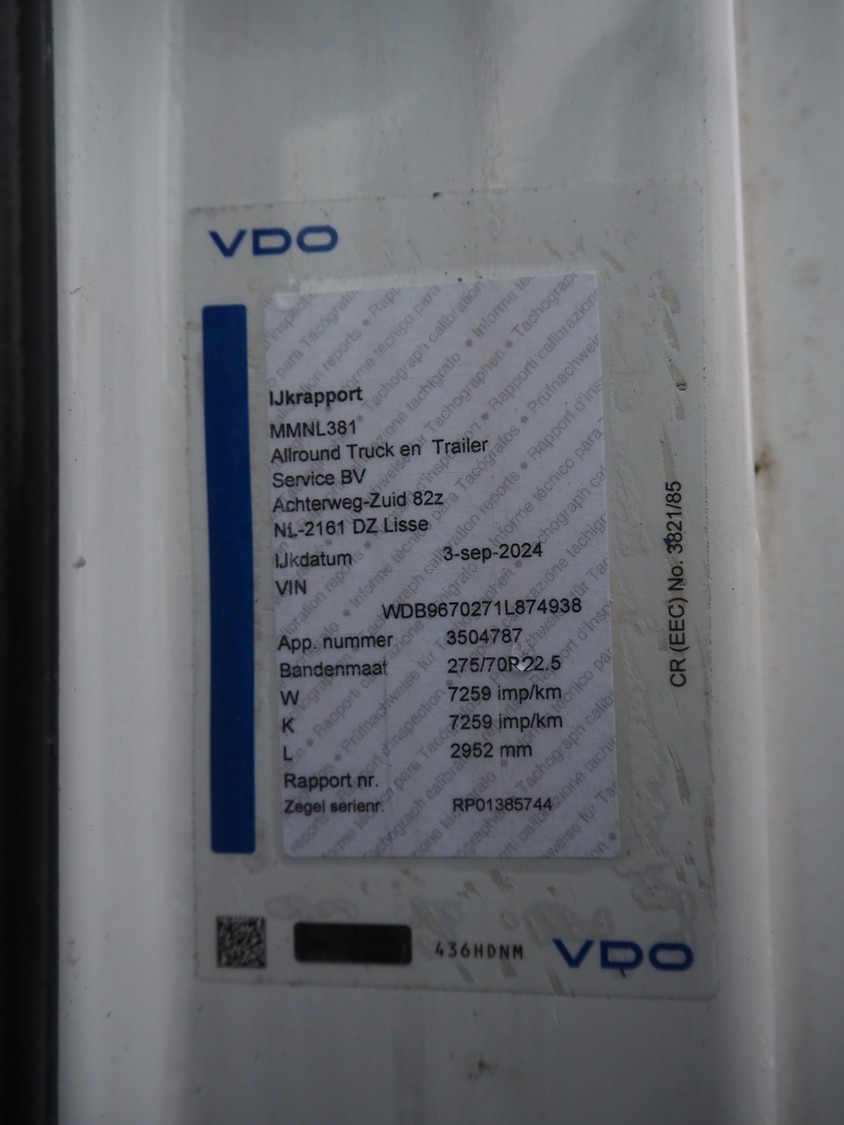 VDO
IJkrapport
MMNL381
Allround Truck en Trailer
Service BV
Achterweg-Zuid 82z
NL-2161 DZ Lisse
IJkdatum 3-sep-2024
VIN
WDB9670271L874938
App. nummer 3504787
Bandenmaat 275/70R22.5
W 7259 imp/km
K 7259 imp/km
L 2952 mm
Rapport nr.
Zegel serienr. RP01385744
CR (EEC) No. 3821/85
436HDNM VDO